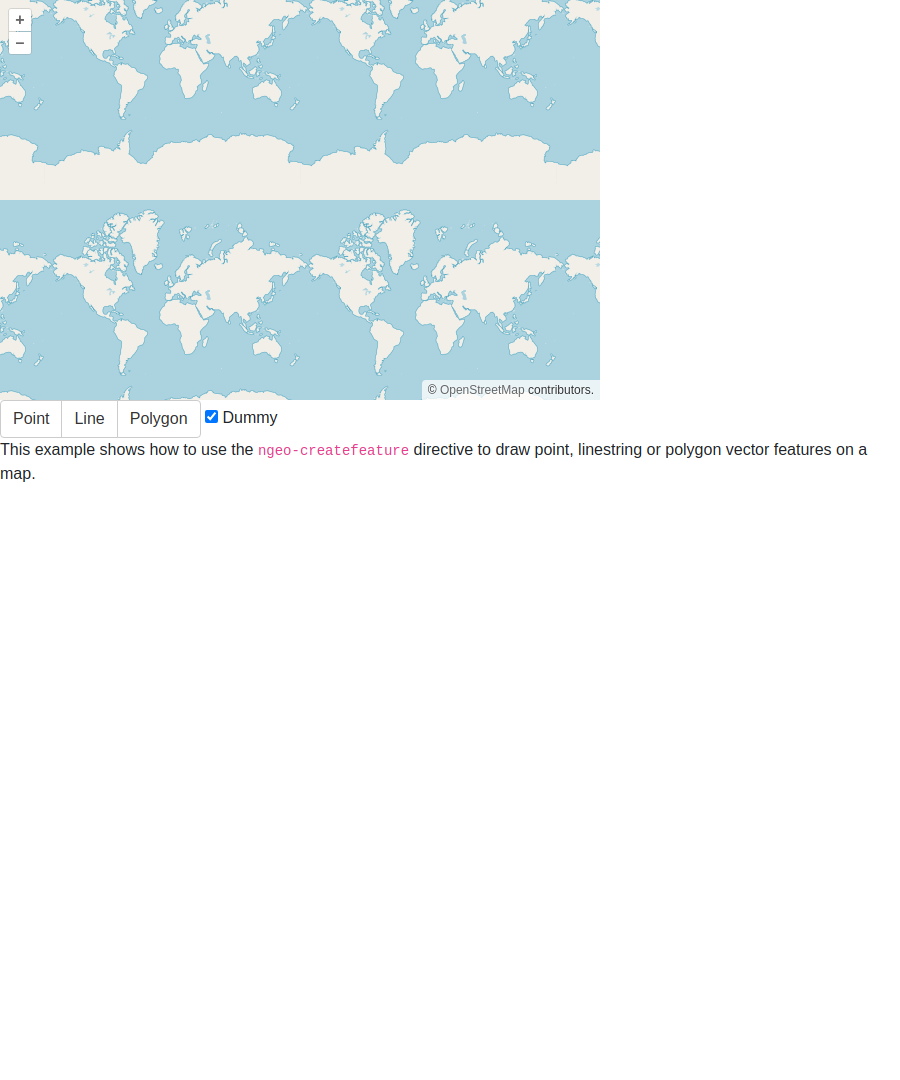 +
−
© OpenStreetMap contributors.
Point Line Polygon Dummy
This example shows how to use the ngeo-createfeature directive to draw point, linestring or polygon vector features on a
map.